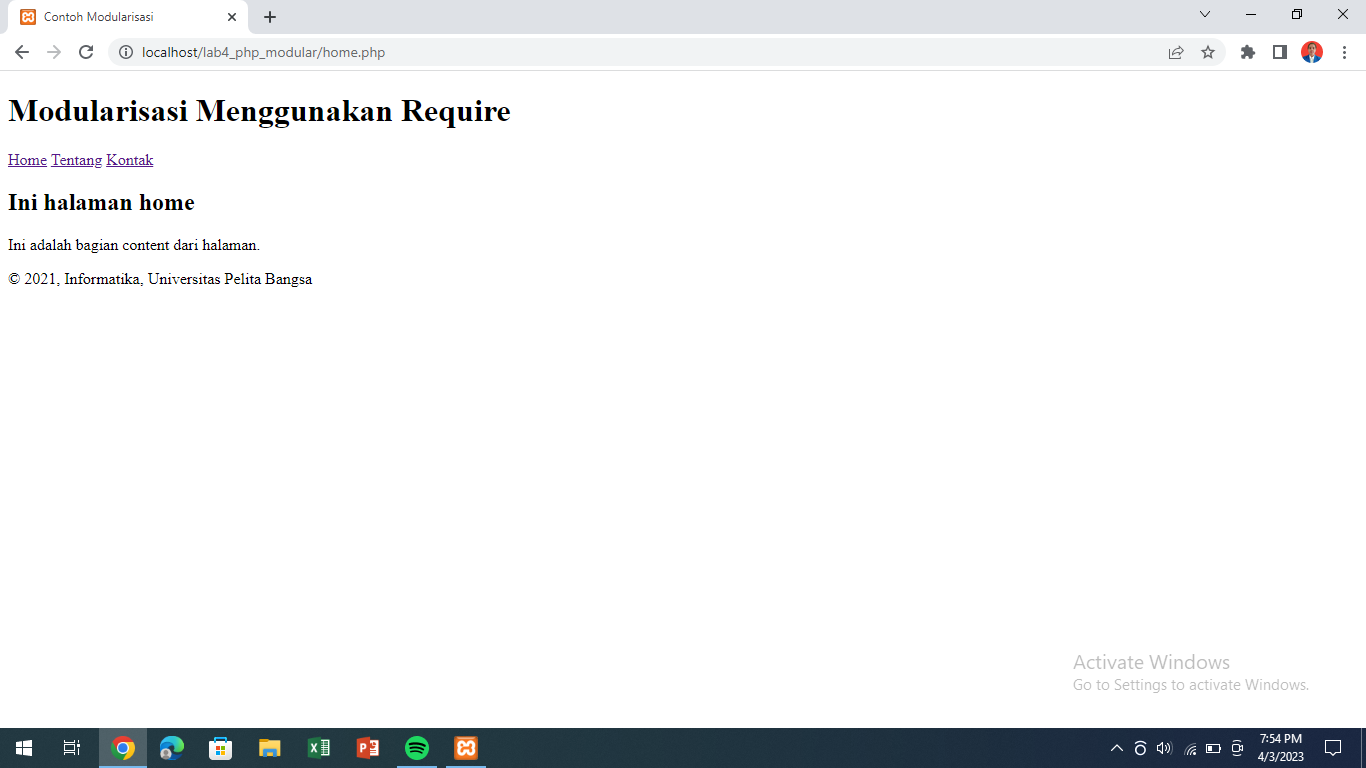 Contoh Modularisasi
localhost/lab4_php_modular/home.php
Modularisasi Menggunakan Require
Home Tentang Kontak
Ini halaman home
Ini adalah bagian content dari halaman.
© 2021, Informatika, Universitas Pelita Bangsa
Activate Windows
Go to Settings to activate Windows.
7:54 PM
4/3/2023